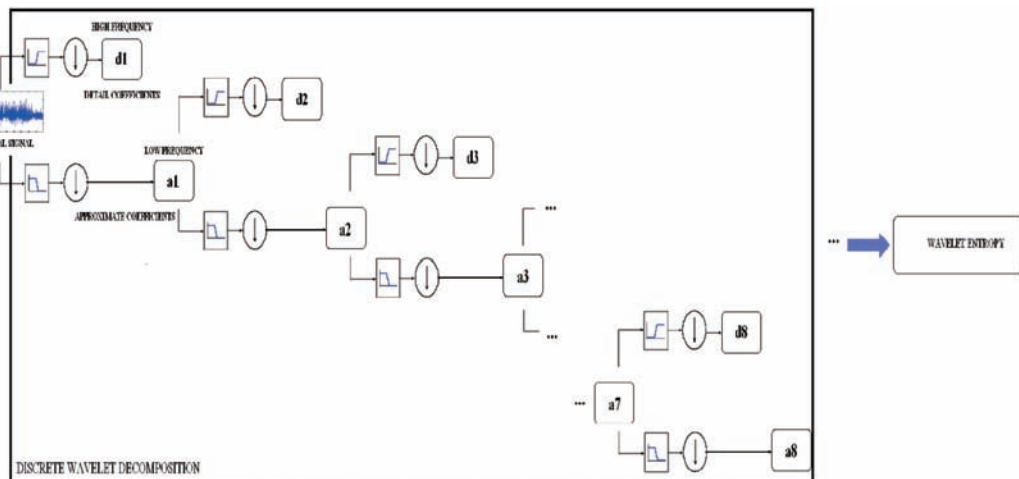 HIGH FREQUENCY
d1
DETAIL COEFFICIENTS
d2
AL SIGNAL
LOW FREQUENCY
d3
a1
APPROXIMATE COEFFICIENTS
...
a2
...
WAVELET ENTROPY
a3
...
d8
...
a7
a8
DISCRETE WAVELET DECOMPOSITION